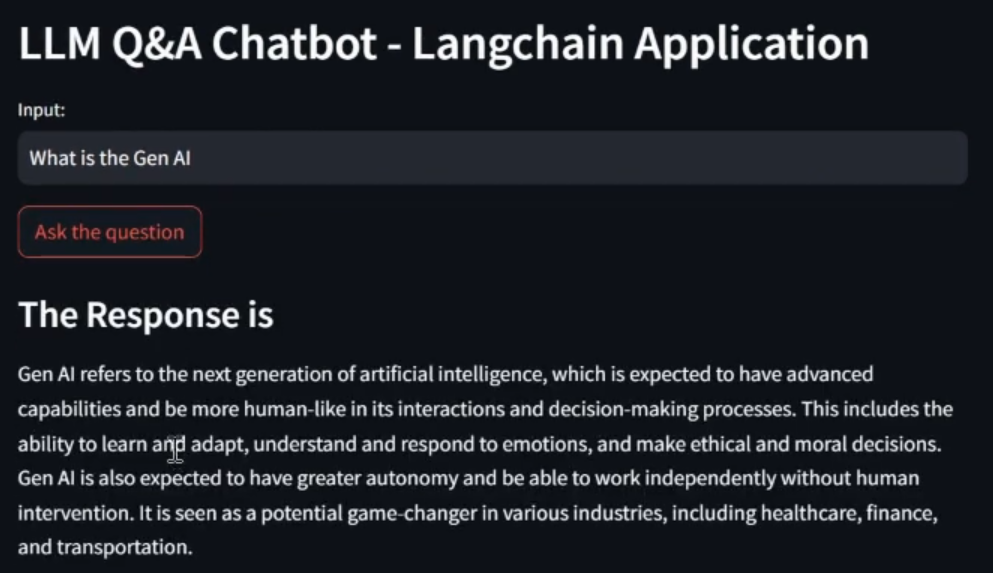 LLM Q&A Chatbot - Langchain Application
Input:
What is the Gen AI
Ask the question
The Response is
Gen AI refers to the next generation of artificial intelligence, which is expected to have advanced
capabilities and be more human-like in its interactions and decision-making processes. This includes the
ability to learn and adapt, understand and respond to emotions, and make ethical and moral decisions.
Gen AI is also expected to have greater autonomy and be able to work independently without human
intervention. It is seen as a potential game-changer in various industries, including healthcare, finance,
and transportation.